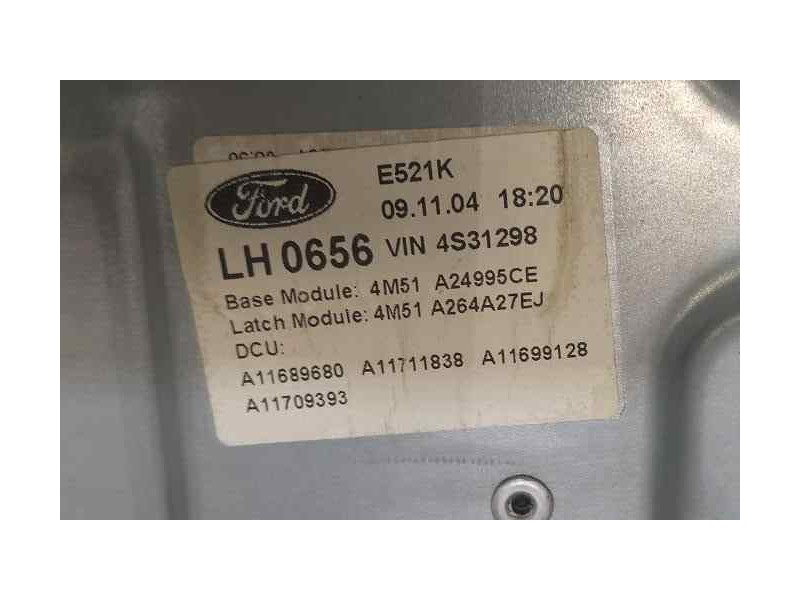 Ford
E521K
09.11.04 18:20
LH 0656 VIN 4S31298
Base Module: 4M51 A24995CE
Latch Module: 4M51 A264A27EJ
DCU:
A11689680 A11711838 A11699128
A11709393